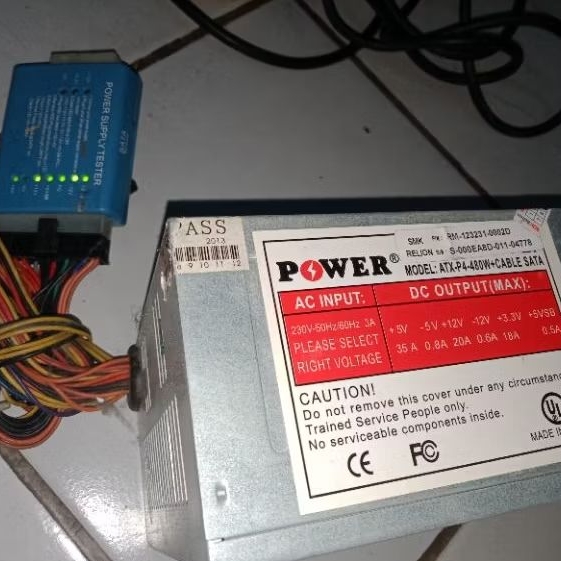 POWER SUPPLY TESTER
PASS
2013
8 9 10 11 12
SMK
RM-123231-0002D
RELION
S-000EA8D-011-04778
POWER®
MODEL: ATX-P4-480W+CABLE SATA
AC INPUT:
DC OUTPUT(MAX):
230V-50Hz/60Hz 3A
PLEASE SELECT
RIGHT VOLTAGE
+5V -5V +12V -12V +3.3V +5VSB
35A 0.8A 20A 0.6A 18A 0.5A
CAUTION!
Do not remove this cover under any circumstanc
Trained Service People only.
No serviceable components inside.
CE FC
MADE IN